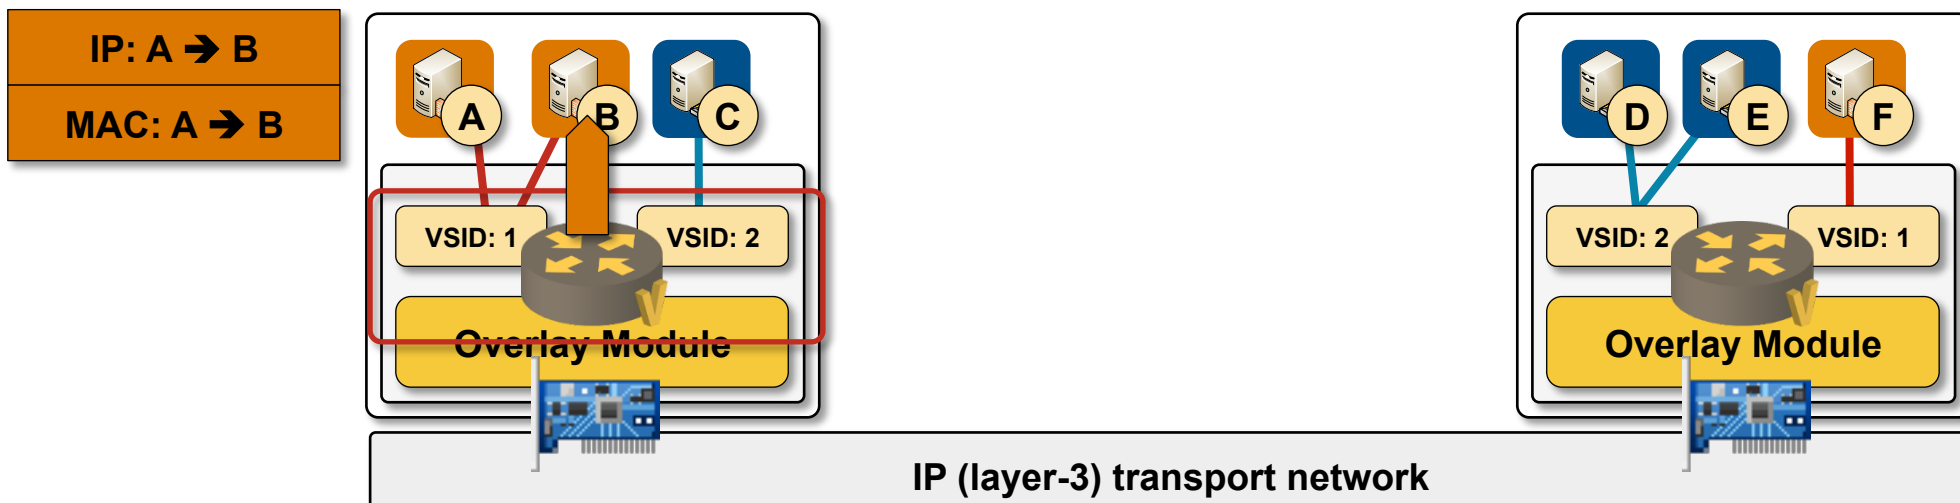 IP: A ➔ B
MAC: A ➔ B
A
B
C
D
E
F
VSID: 1
VSID: 2
VSID: 2
VSID: 1
V
V
Overlay Module
Overlay Module
IP (layer-3) transport network